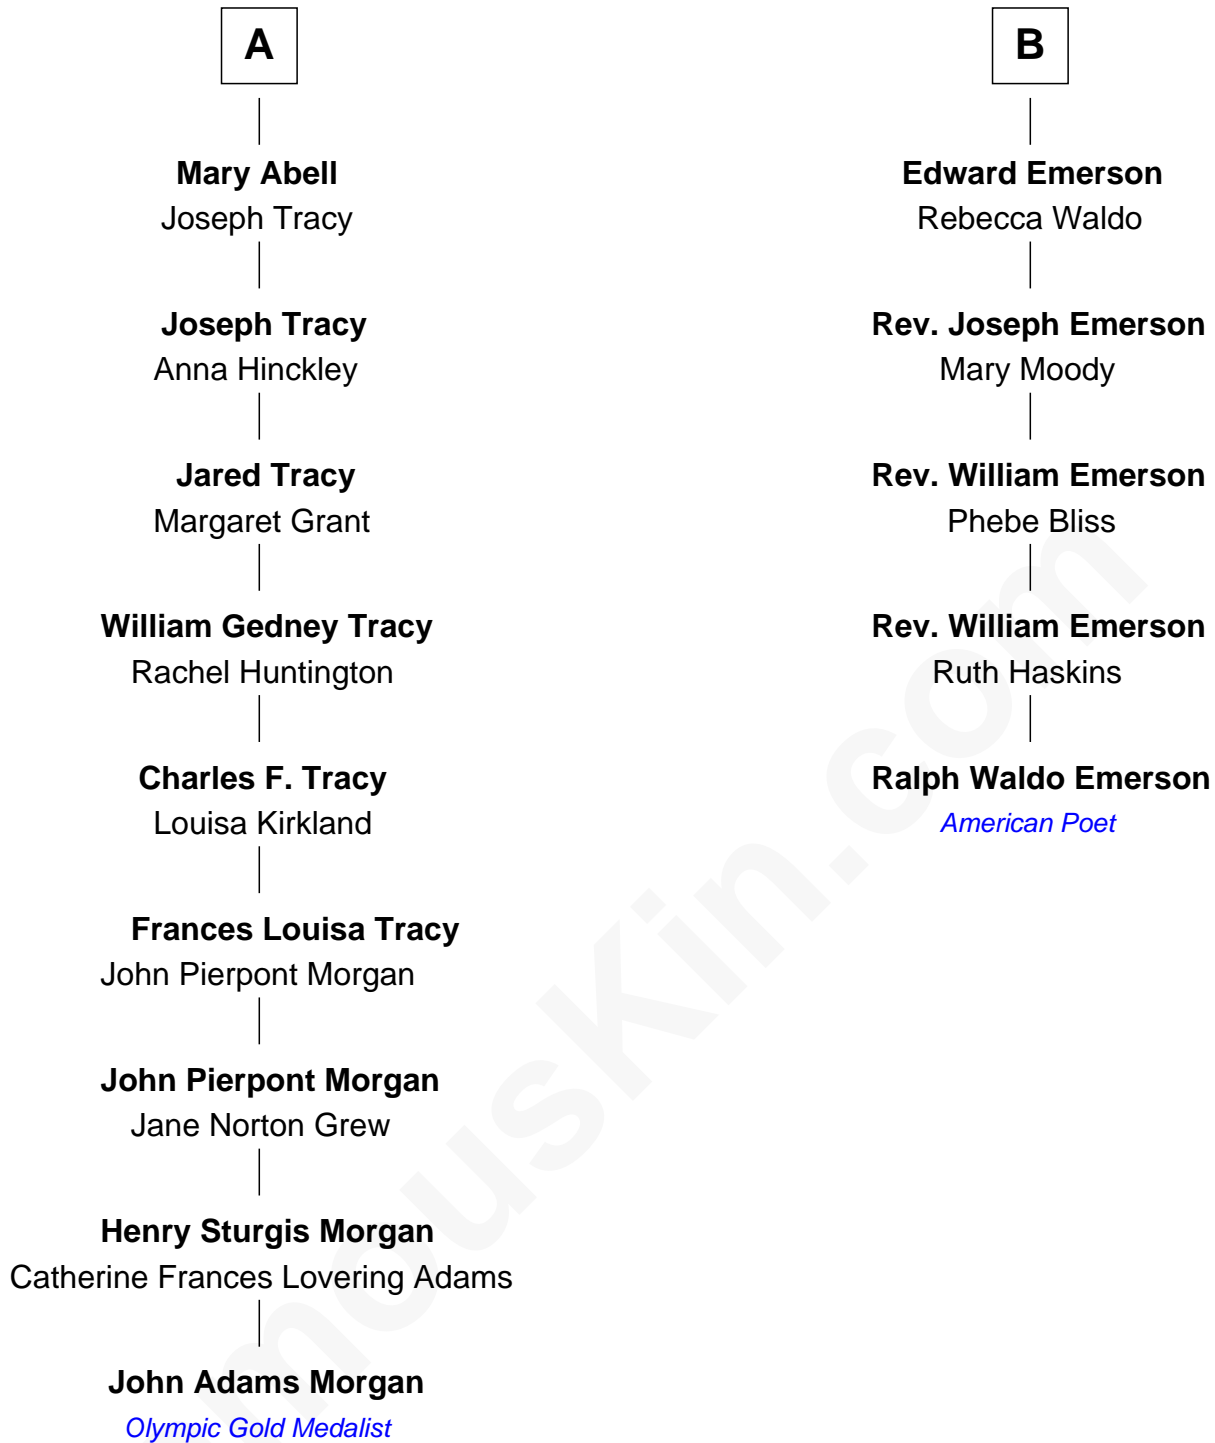 A
Mary Abell
Joseph Tracy
Joseph Tracy
Anna Hinckley
Jared Tracy
Margaret Grant
William Gedney Tracy
Rachel Huntington
Charles F. Tracy
Louisa Kirkland
Frances Louisa Tracy
John Pierpont Morgan
John Pierpont Morgan
Jane Norton Grew
Henry Sturgis Morgan
Catherine Frances Lovering Adams
John Adams Morgan
Olympic Gold Medalist
B
Edward Emerson
Rebecca Waldo
Rev. Joseph Emerson
Mary Moody
Rev. William Emerson
Phebe Bliss
Rev. William Emerson
Ruth Haskins
Ralph Waldo Emerson
American Poet
mousKin.com